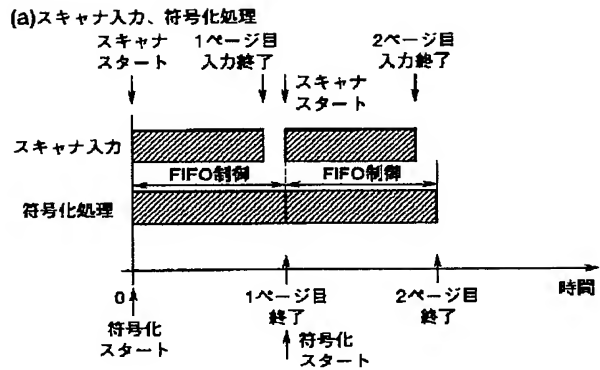 (a)スキャナ入力、符号化処理
スキャナ
スタート
1ページ目
入力終了
スキャナ
スタート
2ページ目
入力終了
スキャナ入力
FIFO制御
FIFO制御
符号化処理
0
1ページ目
終了
2ページ目
終了
時間
符号化
スタート
符号化
スタート